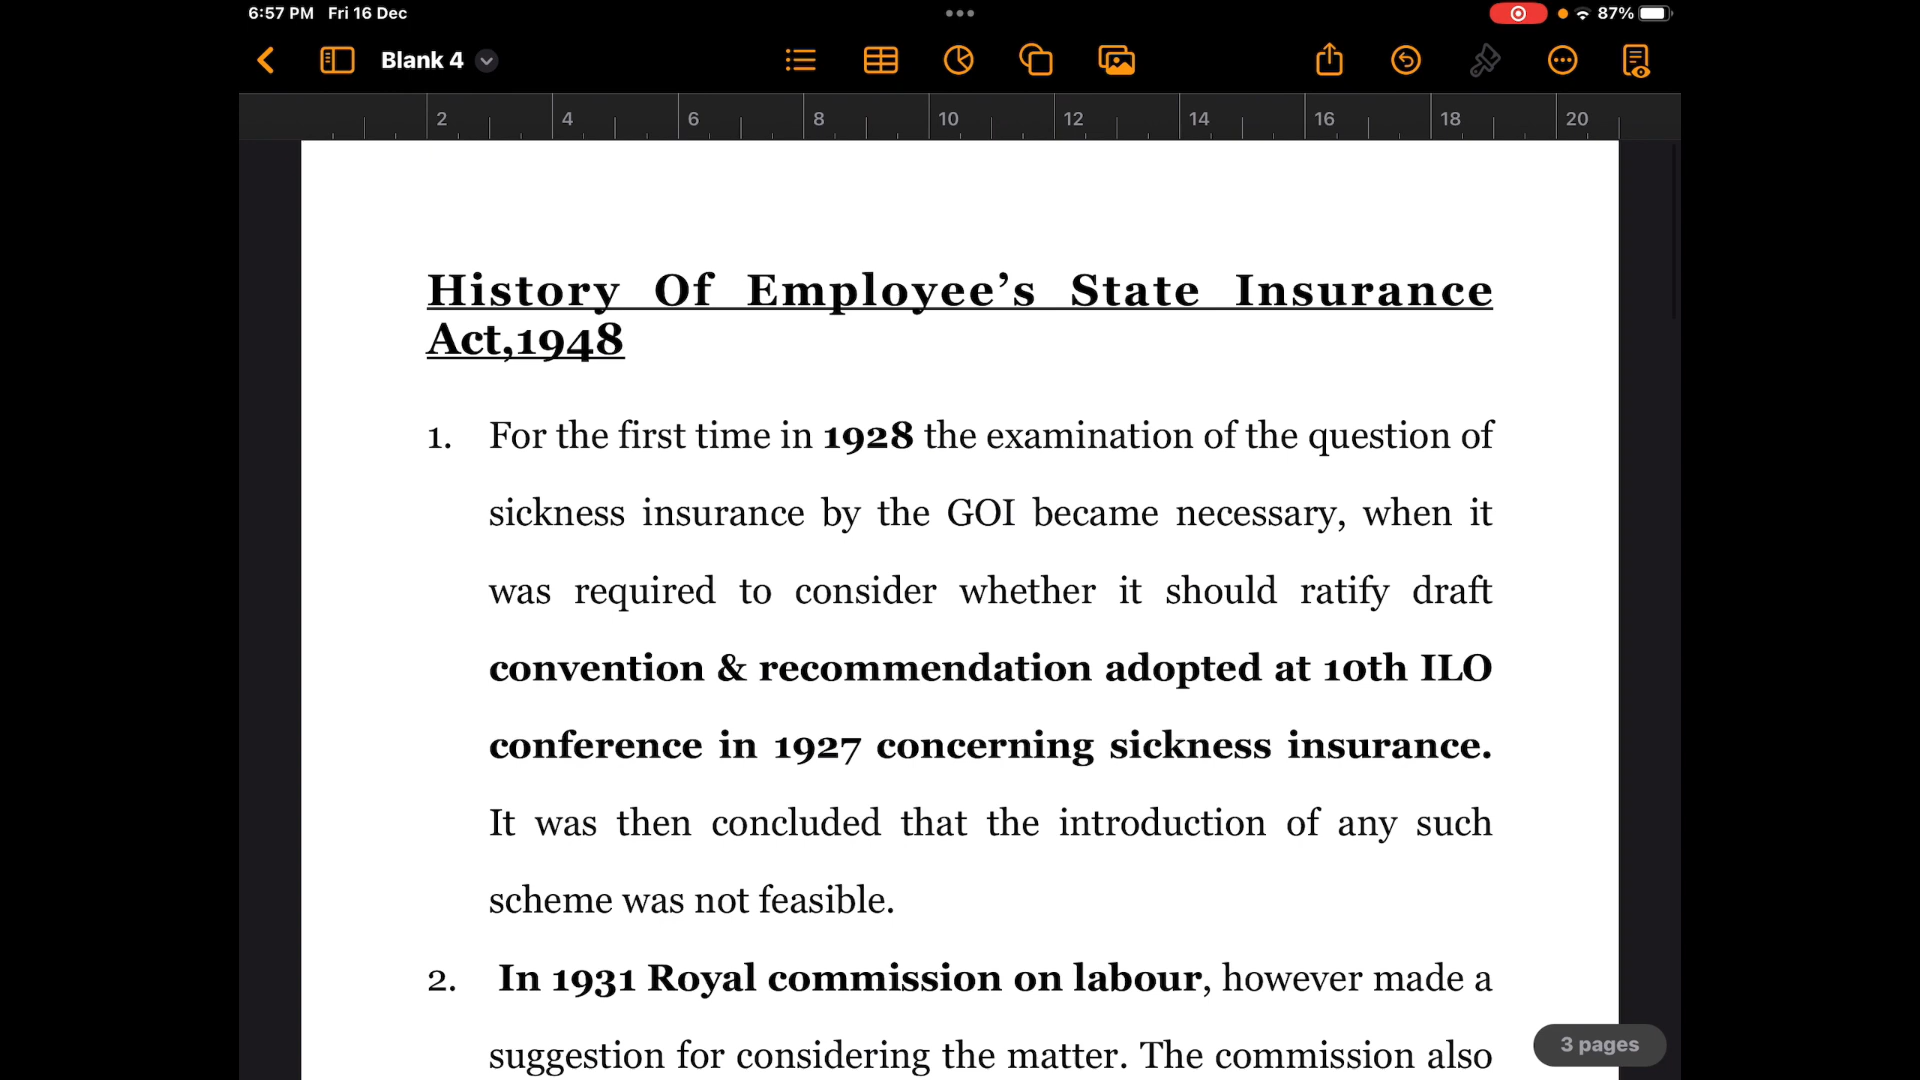 6:57 PM Fri 16 Dec
87%
Blank 4
2 4 6 8 10 12 14 16 18 20
History Of Employee’s State Insurance
Act,1948
1. For the first time in 1928 the examination of the question of
sickness insurance by the GOI became necessary, when it
was required to consider whether it should ratify draft
convention & recommendation adopted at 10th ILO
conference in 1927 concerning sickness insurance.
It was then concluded that the introduction of any such
scheme was not feasible.
2. In 1931 Royal commission on labour, however made a
suggestion for considering the matter. The commission also
3 pages